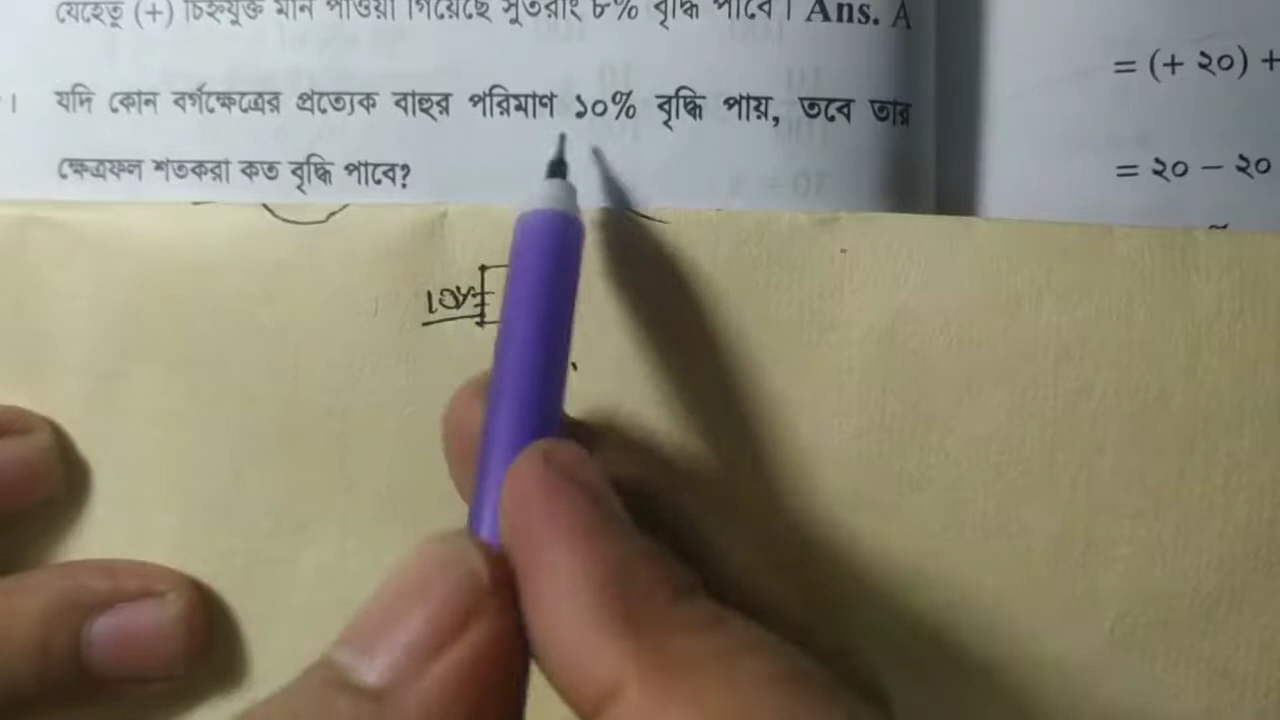 যেহেতু (+) চিহ্নযুক্ত মান পাওয়া গিয়েছে সুতরাং ৮% বৃদ্ধি পাবে। Ans. A
। যদি কোন বর্গক্ষেত্রের প্রত্যেক বাহুর পরিমাণ ১০% বৃদ্ধি পায়, তবে তার
ক্ষেত্রফল শতকরা কত বৃদ্ধি পাবে?
= (+ ২০) +
= ২০ − ২০